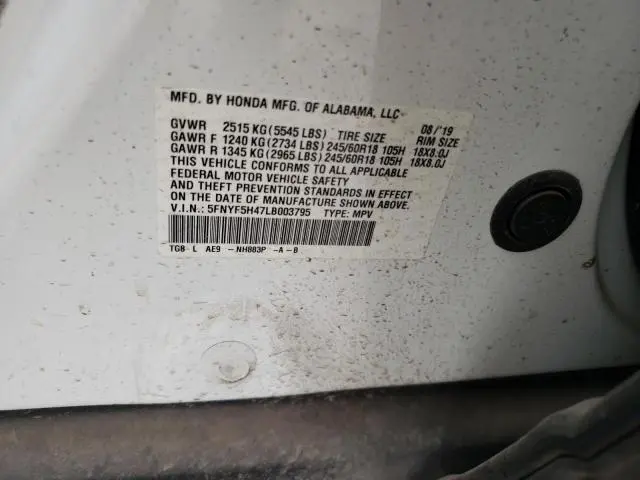 MFD. BY HONDA MFG. OF ALABAMA, LLC
08/'19
GVWR 2515 KG (5545 LBS) TIRE SIZE RIM SIZE
GAWR F 1240 KG (2734 LBS) 245/60R18 105H 18X8.0J
GAWR R 1345 KG (2965 LBS) 245/60R18 105H 18X8.0J
THIS VEHICLE CONFORMS TO ALL APPLICABLE
FEDERAL MOTOR VEHICLE SAFETY
AND THEFT PREVENTION STANDARDS IN EFFECT
ON THE DATE OF MANUFACTURE SHOWN ABOVE.
V.I.N.: 5FNYF5H47LB003795 TYPE: MPV
TG8- L AE9 -NH883P -A-B